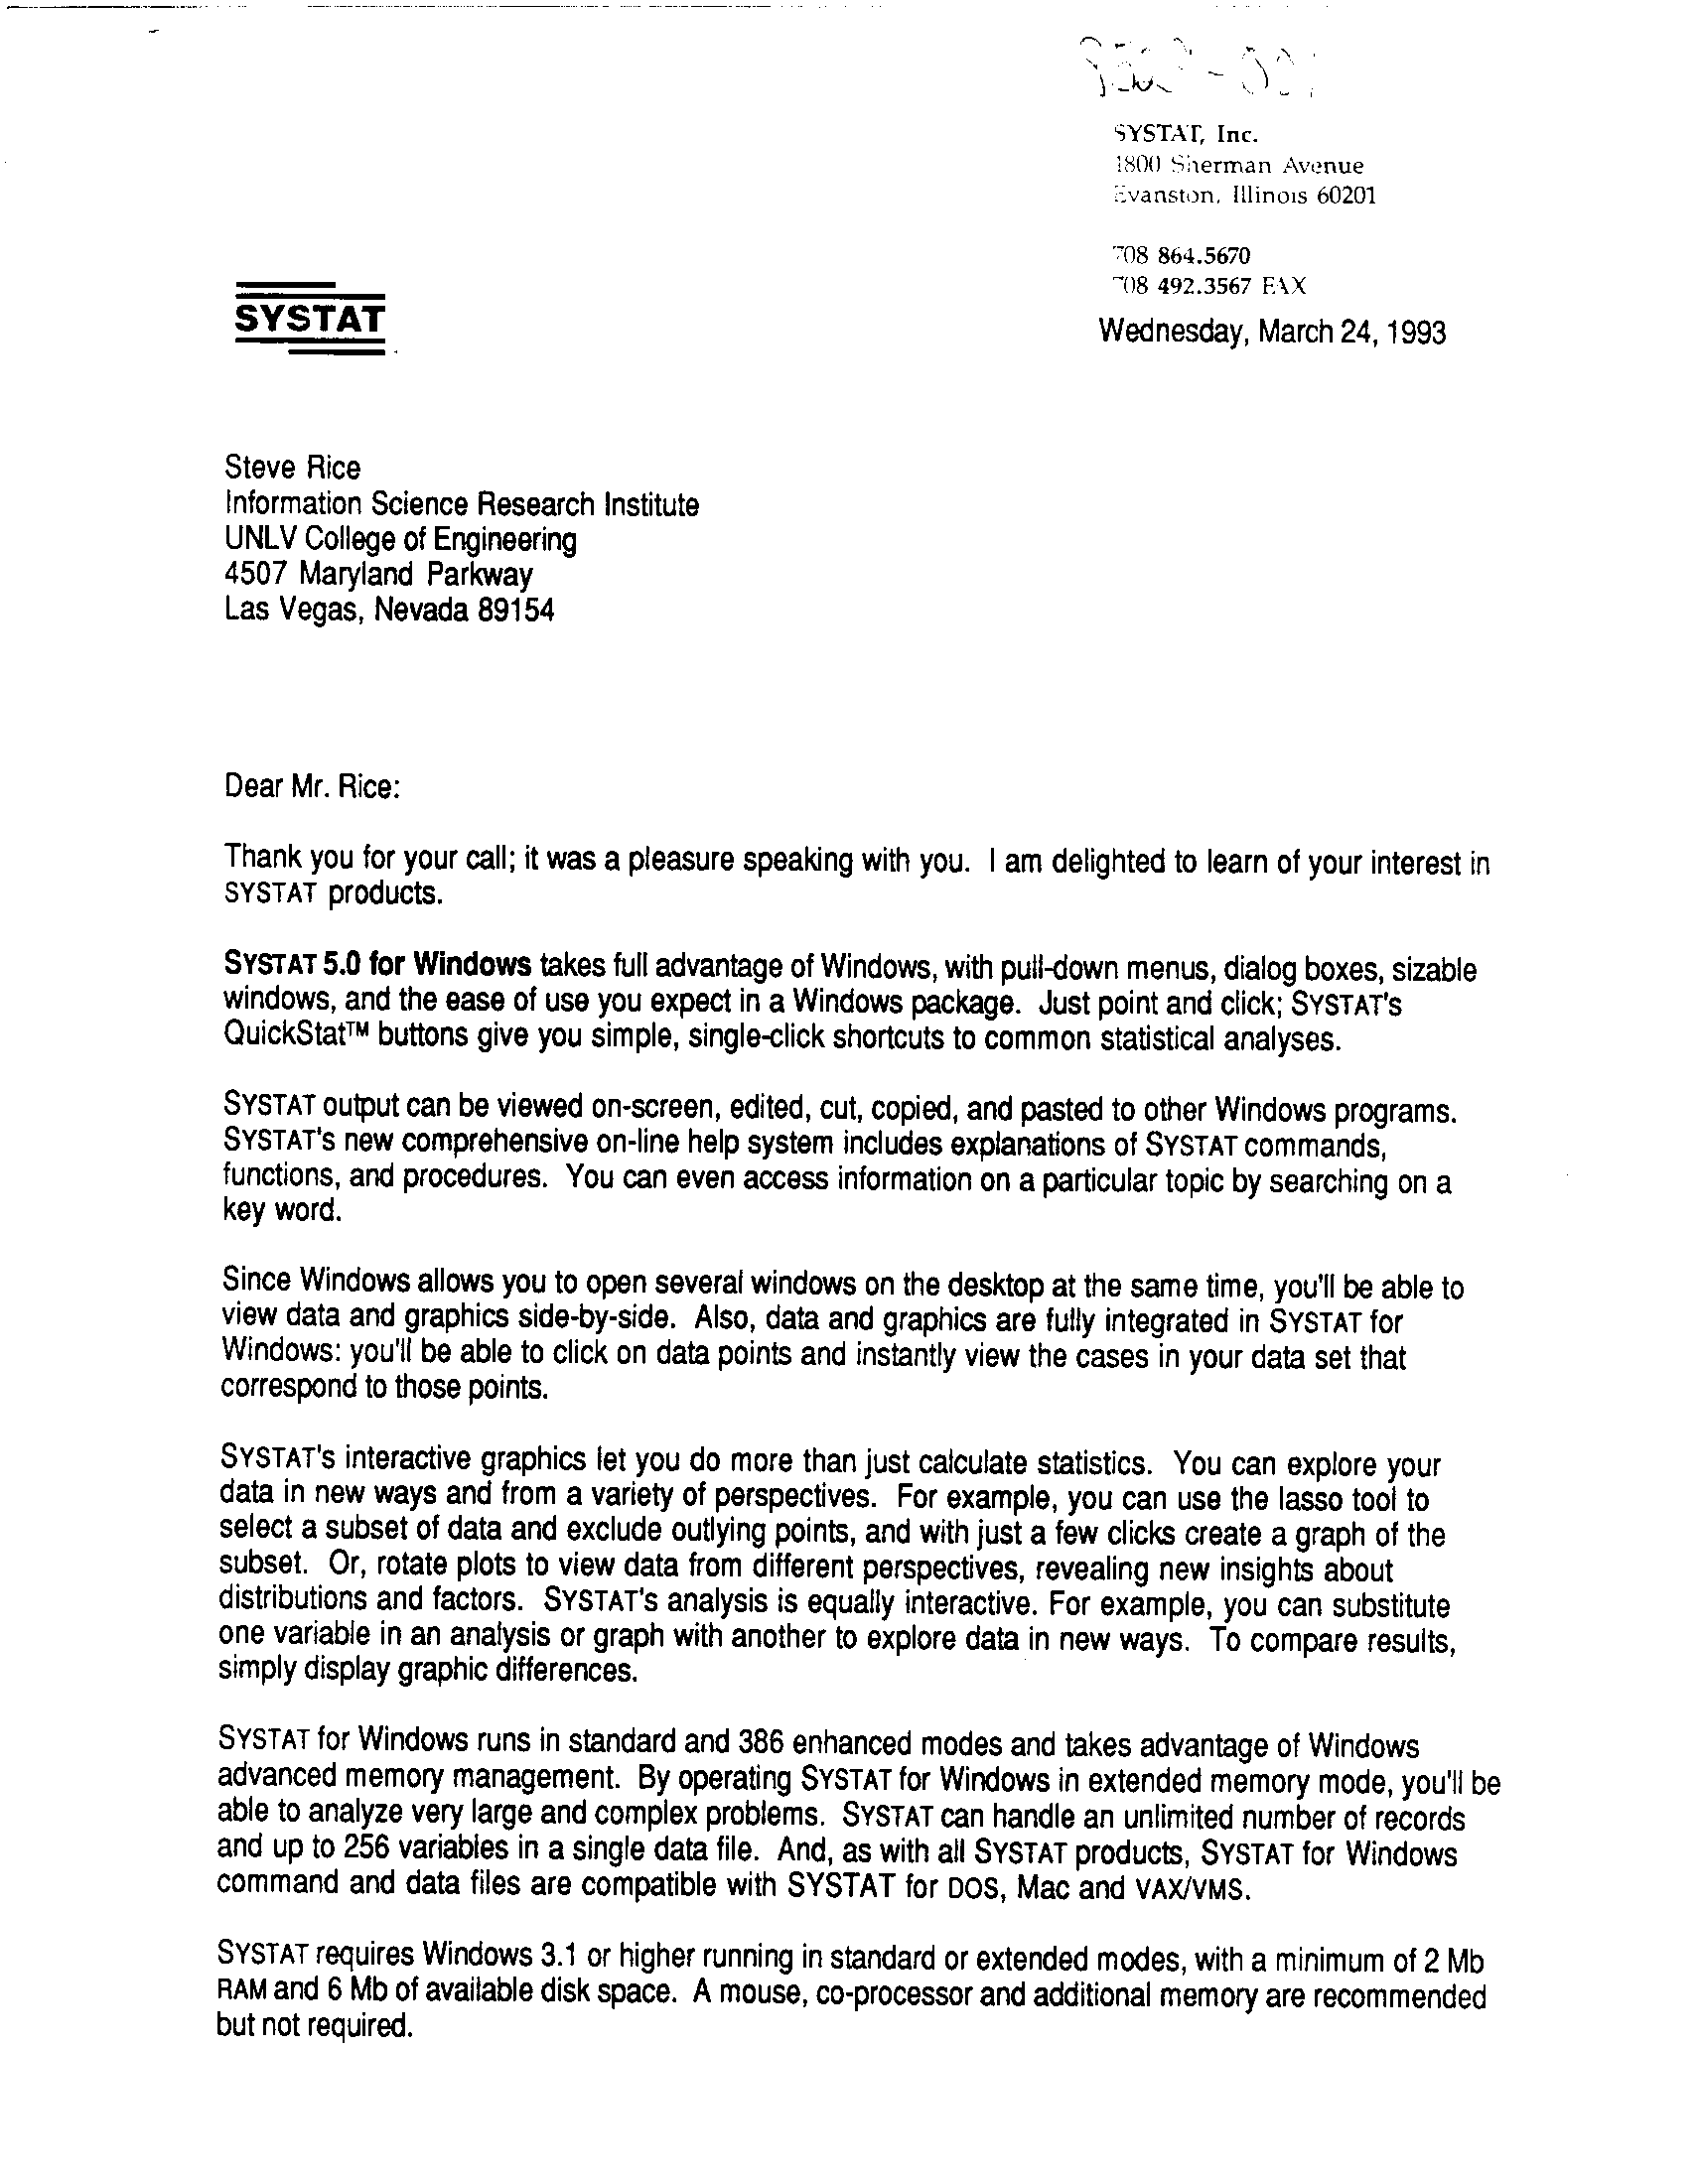 SYSTAT, Inc.
1800 Sherman Avenue
Evanston, Illinois 60201
708 864.5670
708 492.3567 FAX
SYSTAT
Wednesday, March 24, 1993
Steve Rice
Information Science Research Institute
UNLV College of Engineering
4507 Maryland Parkway
Las Vegas, Nevada 89154
Dear Mr. Rice:
Thank you for your call; it was a pleasure speaking with you. I am delighted to learn of your interest in
SYSTAT products.
SYSTAT 5.0 for Windows takes full advantage of Windows, with pull-down menus, dialog boxes, sizable
windows, and the ease of use you expect in a Windows package. Just point and click; SYSTAT's
QuickStat™ buttons give you simple, single-click shortcuts to common statistical analyses.
SYSTAT output can be viewed on-screen, edited, cut, copied, and pasted to other Windows programs.
SYSTAT's new comprehensive on-line help system includes explanations of SYSTAT commands,
functions, and procedures. You can even access information on a particular topic by searching on a
key word.
Since Windows allows you to open several windows on the desktop at the same time, you'll be able to
view data and graphics side-by-side. Also, data and graphics are fully integrated in SYSTAT for
Windows: you'll be able to click on data points and instantly view the cases in your data set that
correspond to those points.
SYSTAT's interactive graphics let you do more than just calculate statistics. You can explore your
data in new ways and from a variety of perspectives. For example, you can use the lasso tool to
select a subset of data and exclude outlying points, and with just a few clicks create a graph of the
subset. Or, rotate plots to view data from different perspectives, revealing new insights about
distributions and factors. SYSTAT's analysis is equally interactive. For example, you can substitute
one variable in an analysis or graph with another to explore data in new ways. To compare results,
simply display graphic differences.
SYSTAT for Windows runs in standard and 386 enhanced modes and takes advantage of Windows
advanced memory management. By operating SYSTAT for Windows in extended memory mode, you'll be
able to analyze very large and complex problems. SYSTAT can handle an unlimited number of records
and up to 256 variables in a single data file. And, as with all SYSTAT products, SYSTAT for Windows
command and data files are compatible with SYSTAT for DOS, Mac and VAX/VMS.
SYSTAT requires Windows 3.1 or higher running in standard or extended modes, with a minimum of 2 Mb
RAM and 6 Mb of available disk space. A mouse, co-processor and additional memory are recommended
but not required.